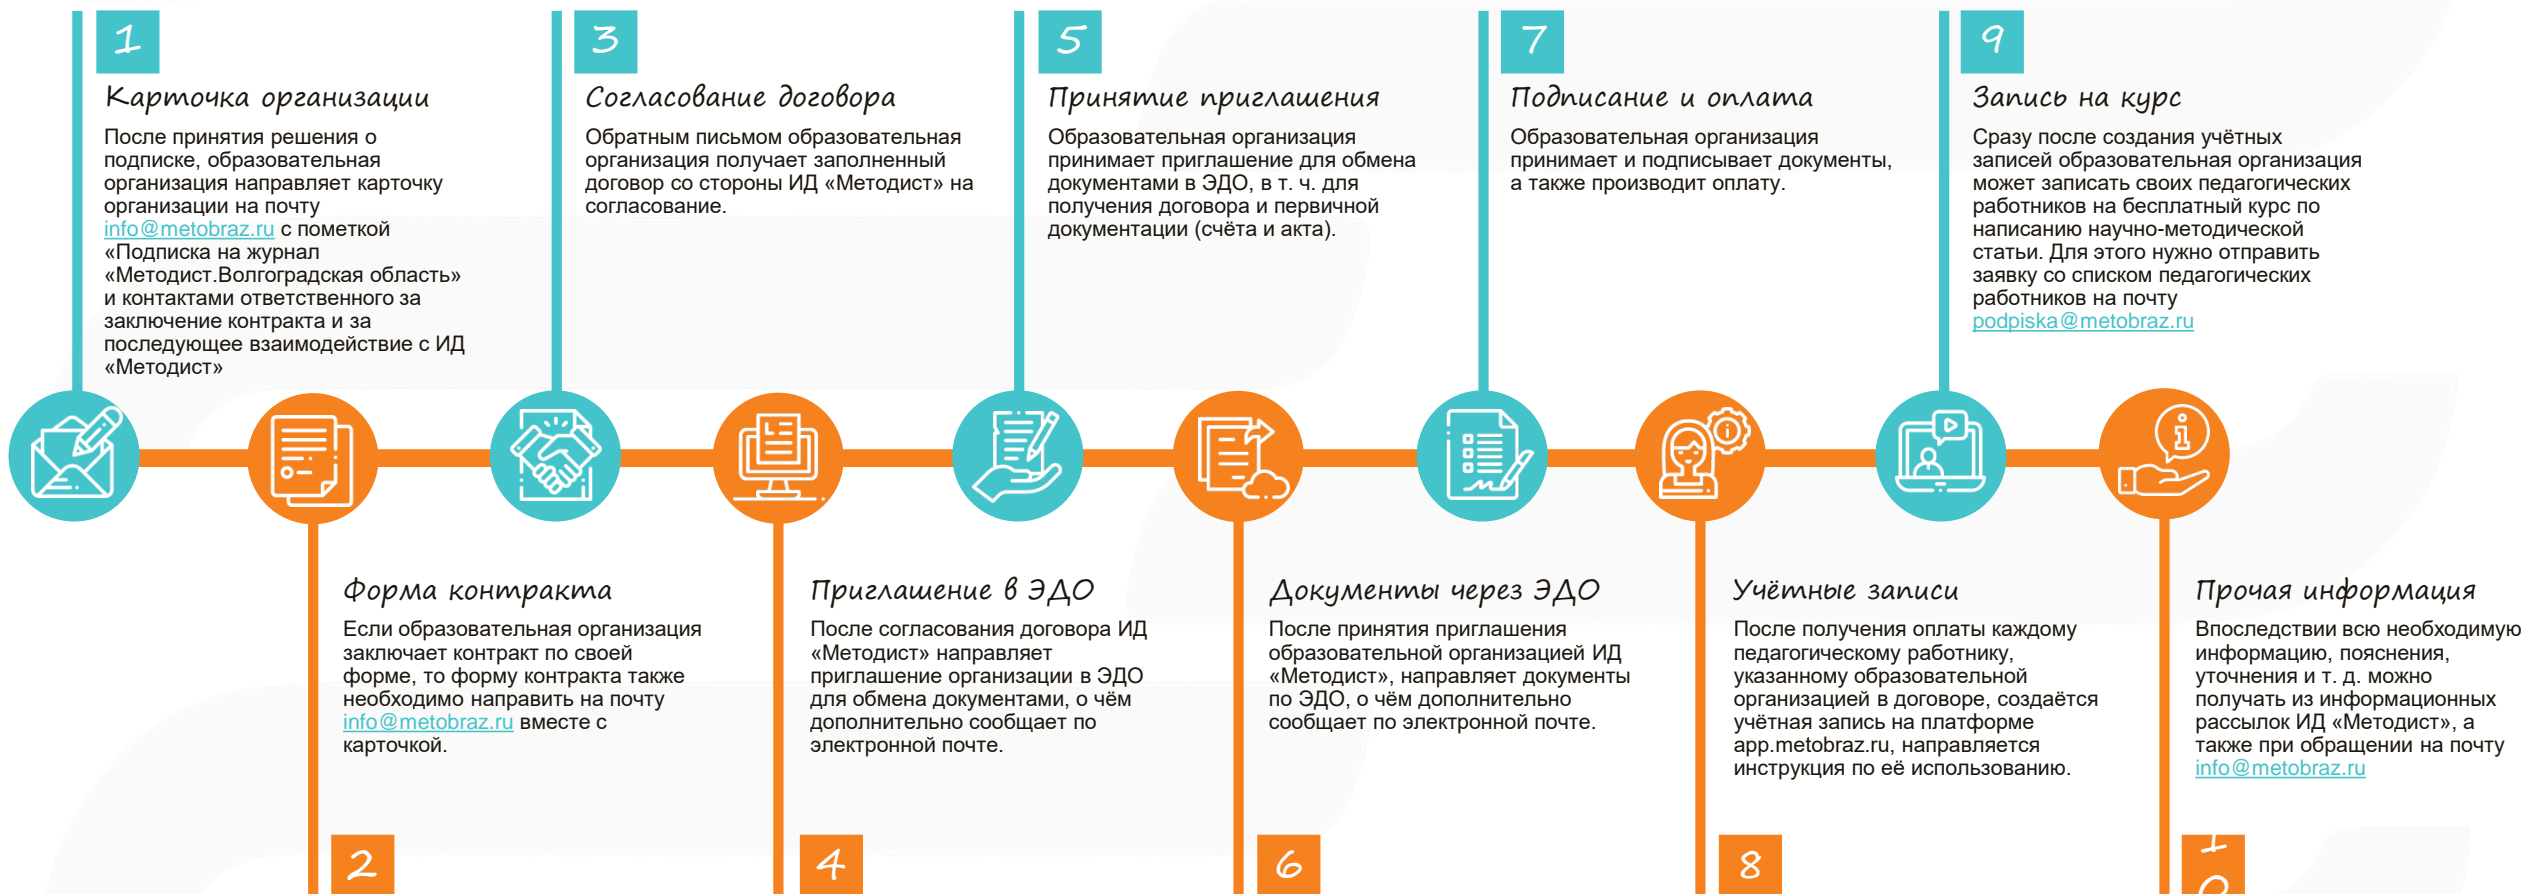 1
Карточка организации
После принятия решения о
подписке, образовательная
организация направляет карточку
организации на почту
info@metobraz.ru с пометкой
«Подписка на журнал
«Методист.Волгоградская область»
и контактами ответственного за
заключение контракта и за
последующее взаимодействие с ИД
«Методист»
Форма контракта
Если образовательная организация
заключает контракт по своей
форме, то форму контракта также
необходимо направить на почту
info@metobraz.ru вместе с
карточкой.
2
3
Согласование договора
Обратным письмом образовательная
организация получает заполненный
договор со стороны ИД «Методист» на
согласование.
Приглашение в ЭДО
После согласования договора ИД
«Методист» направляет
приглашение организации в ЭДО
для обмена документами, о чём
дополнительно сообщает по
электронной почте.
4
5
Принятие приглашения
Образовательная организация
принимает приглашение для обмена
документами в ЭДО, в т. ч. для
получения договора и первичной
документации (счёта и акта).
Документы через ЭДО
После принятия приглашения
образовательной организацией ИД
«Методист», направляет документы
по ЭДО, о чём дополнительно
сообщает по электронной почте.
6
7
Подписание и оплата
Образовательная организация
принимает и подписывает документы,
а также производит оплату.
Учётные записи
После получения оплаты каждому
педагогическому работнику,
указанному образовательной
организацией в договоре, создаётся
учётная запись на платформе
app.metobraz.ru, направляется
инструкция по её использованию.
8
9
Запись на курс
Сразу после создания учётных
записей образовательная организация
может записать своих педагогических
работников на бесплатный курс по
написанию научно-методической
статьи. Для этого нужно отправить
заявку со списком педагогических
работников на почту
podpiska@metobraz.ru
Прочая информация
Впоследствии всю необходимую
информацию, пояснения,
уточнения и т. д. можно
получать из информационных
рассылок ИД «Методист», а
также при обращении на почту
info@metobraz.ru
1
0